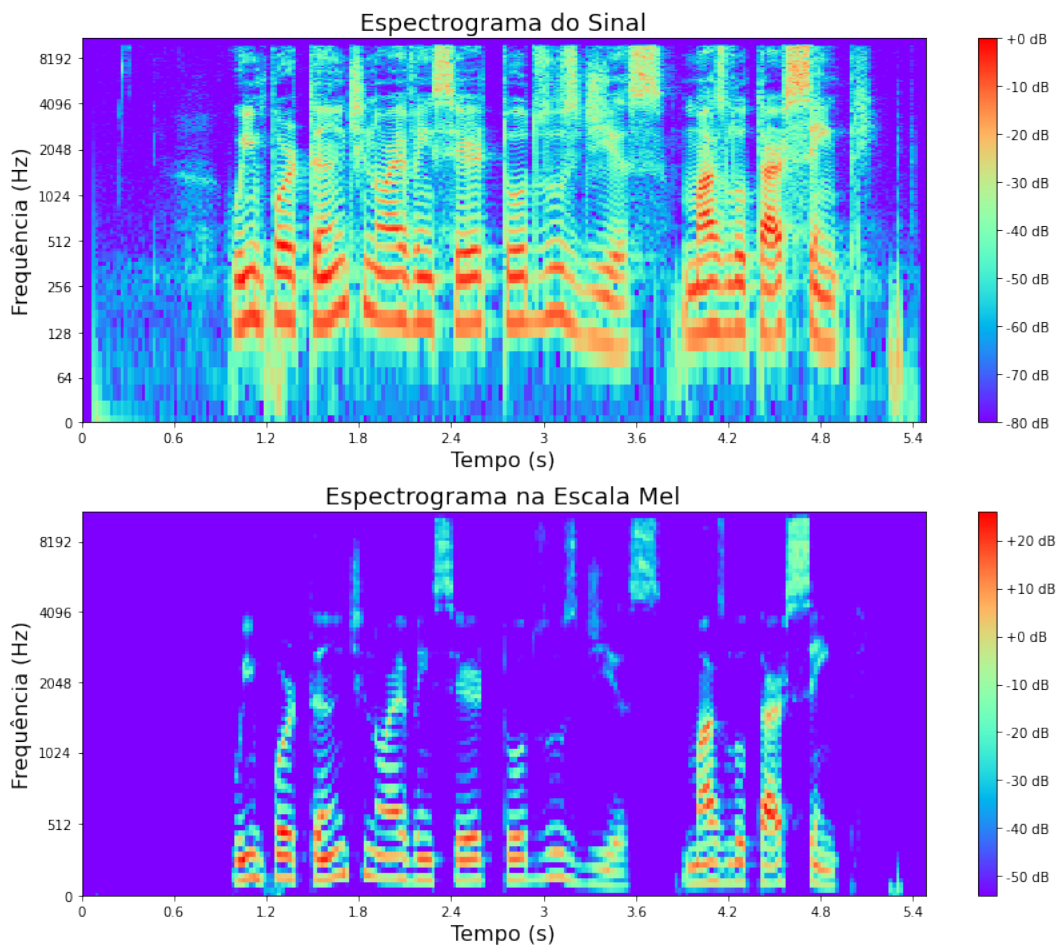 Espectrograma do Sinal
Frequência (Hz)
8192
4096
2048
1024
512
256
128
64
0
0 0.6 1.2 1.8 2.4 3 3.6 4.2 4.8 5.4
Tempo (s)
+0 dB
-10 dB
-20 dB
-30 dB
-40 dB
-50 dB
-60 dB
-70 dB
-80 dB
Espectrograma na Escala Mel
Frequência (Hz)
8192
4096
2048
1024
512
0
0 0.6 1.2 1.8 2.4 3 3.6 4.2 4.8 5.4
Tempo (s)
+20 dB
+10 dB
+0 dB
-10 dB
-20 dB
-30 dB
-40 dB
-50 dB